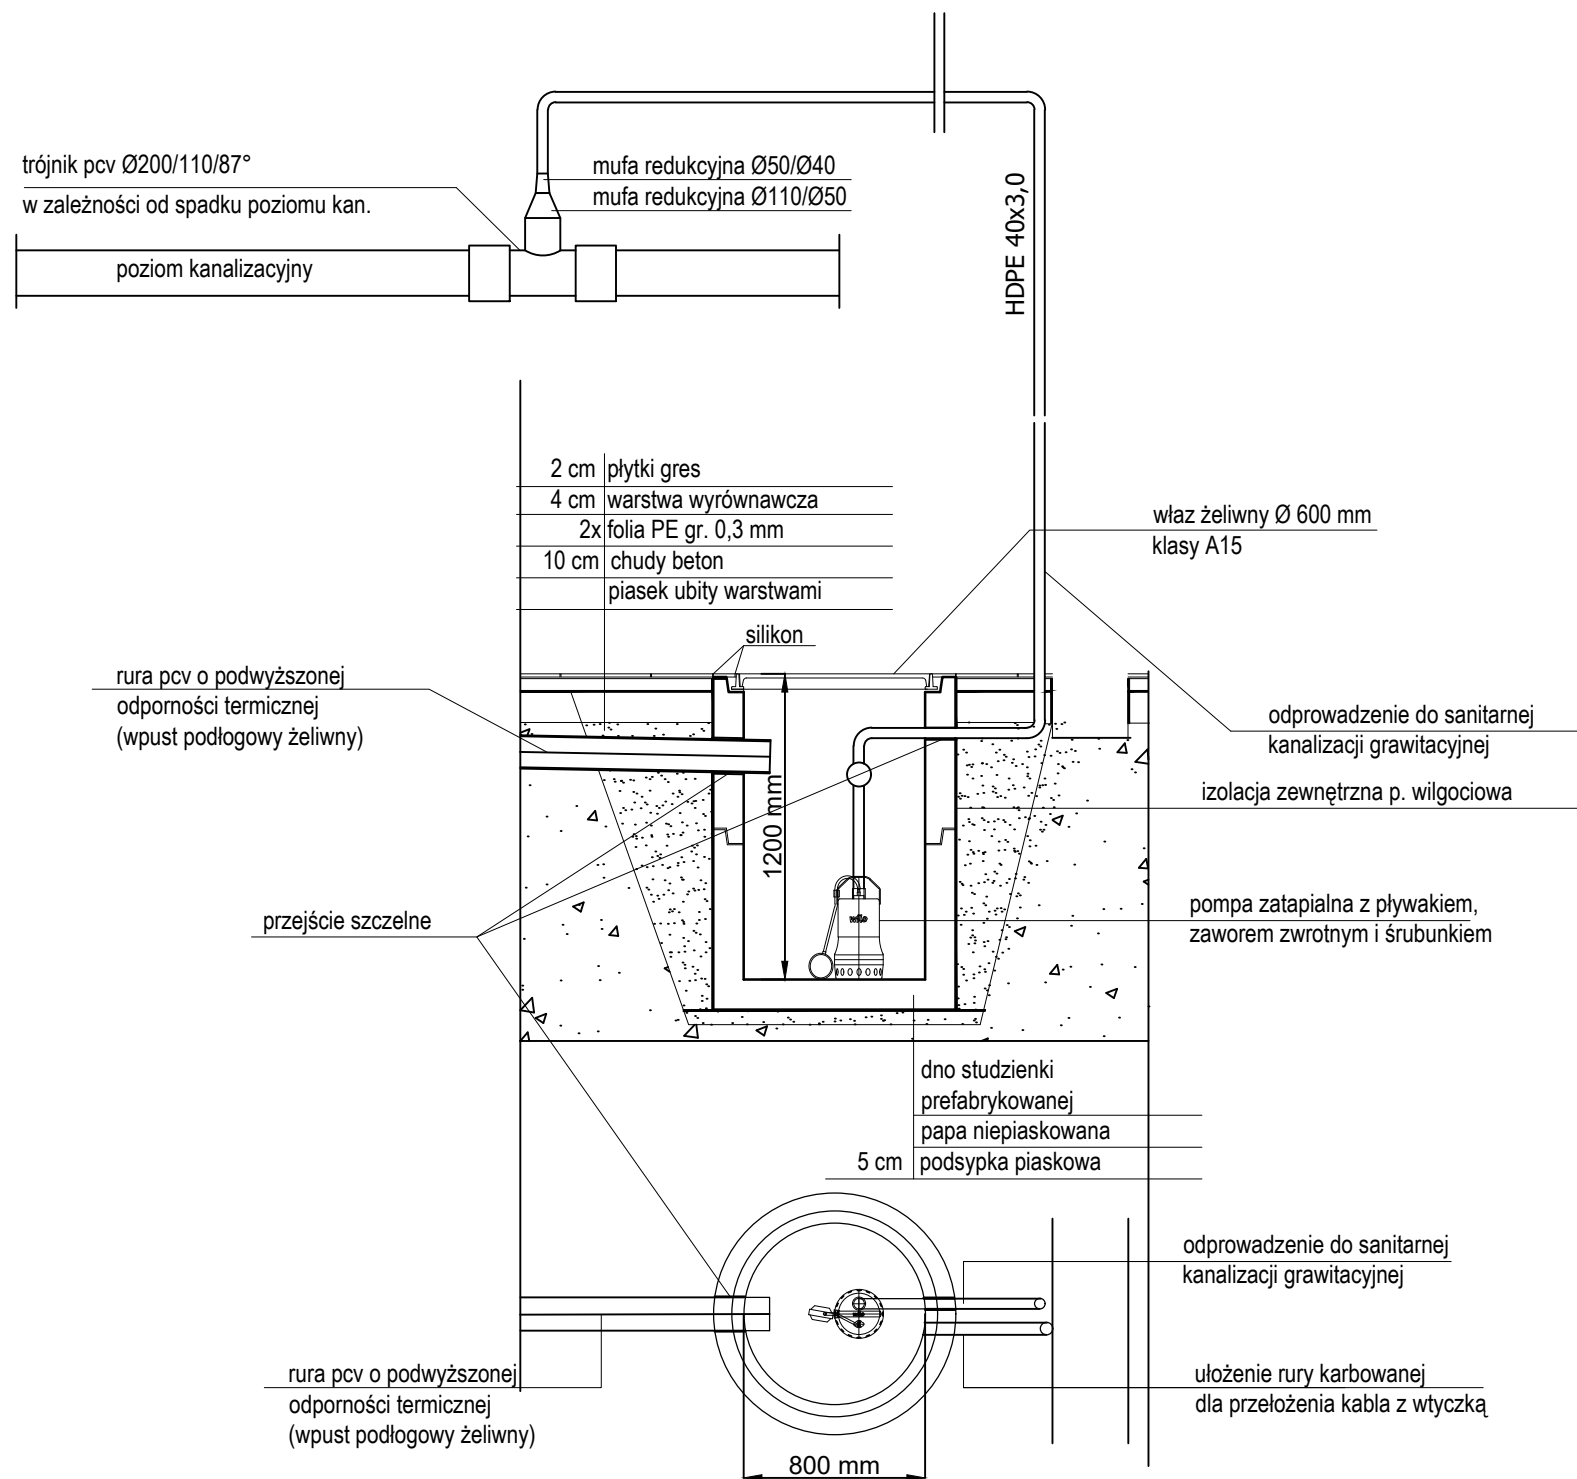 trójnik pcv Ø200/110/87°
w zależności od spadku poziomu kan.
mufa redukcyjna Ø50/Ø40
mufa redukcyjna Ø110/Ø50
poziom kanalizacyjny
HDPE 40x3,0
2 cm płytki gres
4 cm warstwa wyrównawcza
2x folia PE gr. 0,3 mm
10 cm chudy beton
piasek ubity warstwami
właz żeliwny Ø 600 mm
klasy A15
silikon
rura pcv o podwyższonej
odporności termicznej
(wpust podłogowy żeliwny)
odprowadzenie do sanitarnej
kanalizacji grawitacyjnej
izolacja zewnętrzna p. wilgociowa
1200 mm
wilo
przejście szczelne
pompa zatapialna z pływakiem,
zaworem zwrotnym i śrubunkiem
dno studzienki
prefabrykowanej
papa niepiaskowana
5 cm podsypka piaskowa
odprowadzenie do sanitarnej
kanalizacji grawitacyjnej
rura pcv o podwyższonej
odporności termicznej
(wpust podłogowy żeliwny)
ułożenie rury karbowanej
dla przełożenia kabla z wtyczką
800 mm